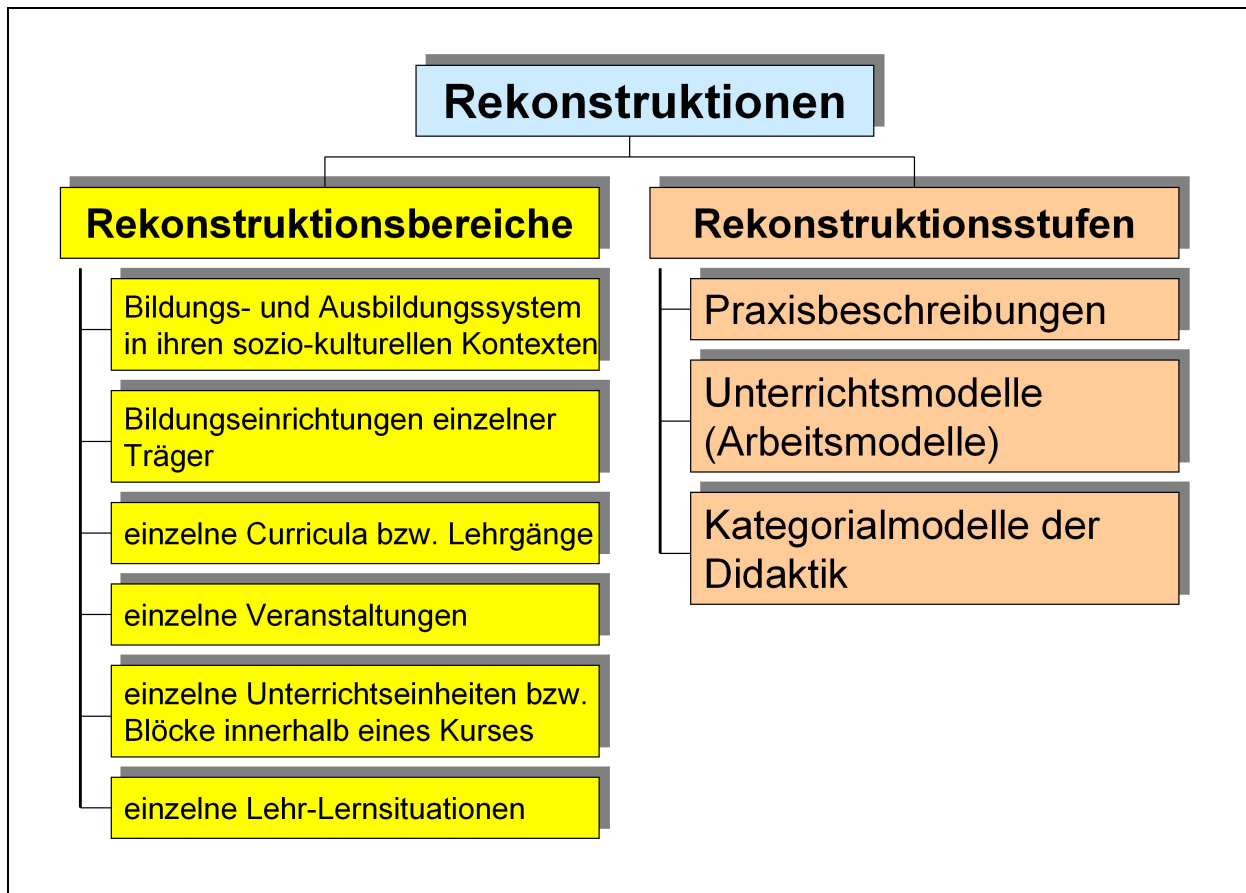 Rekonstruktionen
Rekonstruktionsbereiche
Bildungs- und Ausbildungssystem
in ihren sozio-kulturellen Kontexten
Bildungseinrichtungen einzelner
Träger
einzelne Curricula bzw. Lehrgänge
einzelne Veranstaltungen
einzelne Unterrichtseinheiten bzw.
Blöcke innerhalb eines Kurses
einzelne Lehr-Lernsituationen
Rekonstruktionsstufen
Praxisbeschreibungen
Unterrichtsmodelle
(Arbeitsmodelle)
Kategorialmodelle der
Didaktik